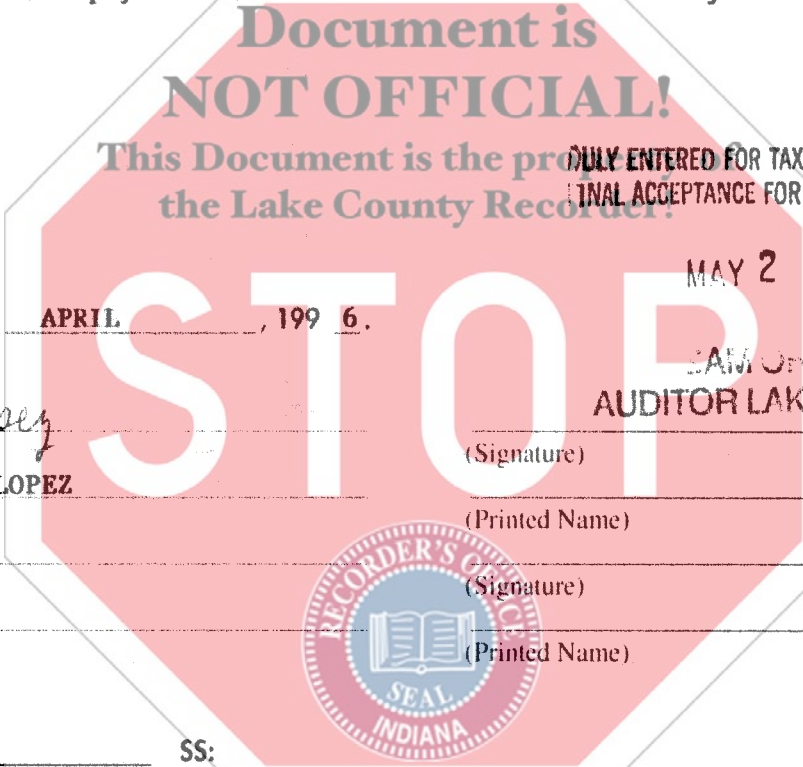 Document is
NOT OFFICIAL!
This Document is the property of
the Lake County Recorder!
DULY ENTERED FOR TAX
INAL ACCEPTANCE FOR
MAY 2
APRIL, 199 6.
STOP
AUDITOR LAK
(Signature)
LOPEZ
(Printed Name)
(Signature)
(Printed Name)
RECORDER'S OFFICE
SEAL
INDIANA
SS: